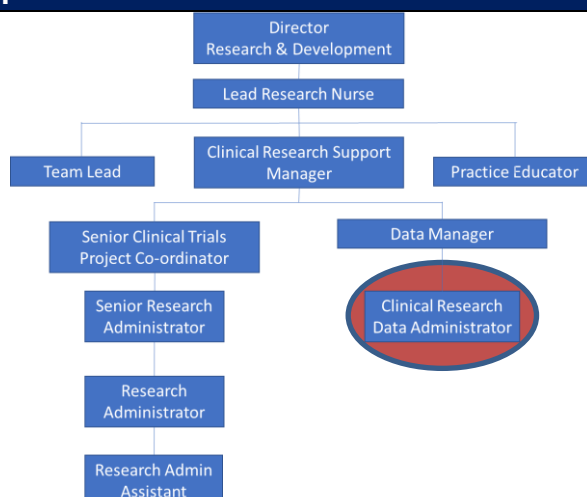 Director
Research & Development
Lead Research Nurse
Team Lead
Clinical Research Support
Manager
Practice Educator
Senior Clinical Trials
Project Co-ordinator
Data Manager
Senior Research
Administrator
Clinical Research
Data Administrator
Research
Administrator
Research Admin
Assistant